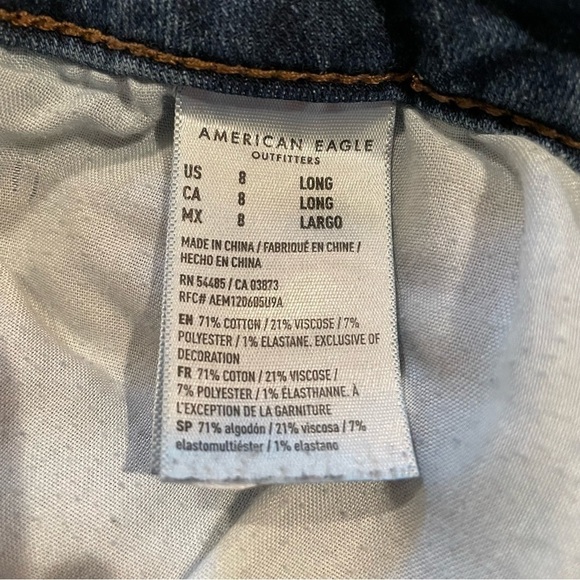 AMERICAN EAGLE
OUTFITTERS
US 8 LONG
CA 8 LONG
MX 8 LARGO
MADE IN CHINA / FABRIQUÉ EN CHINE /
HECHO EN CHINA
RN 54485 / CA 03873
RFC# AEM120605U9A
EN 71% COTTON / 21% VISCOSE / 7%
POLYESTER / 1% ELASTANE. EXCLUSIVE OF
DECORATION
FR 71% COTON / 21% VISCOSE /
7% POLYESTER / 1% ÉLASTHANNE. À
L'EXCEPTION DE LA GARNITURE
SP 71% algodón / 21% viscosa / 7%
elastomultiéster / 1% elastano